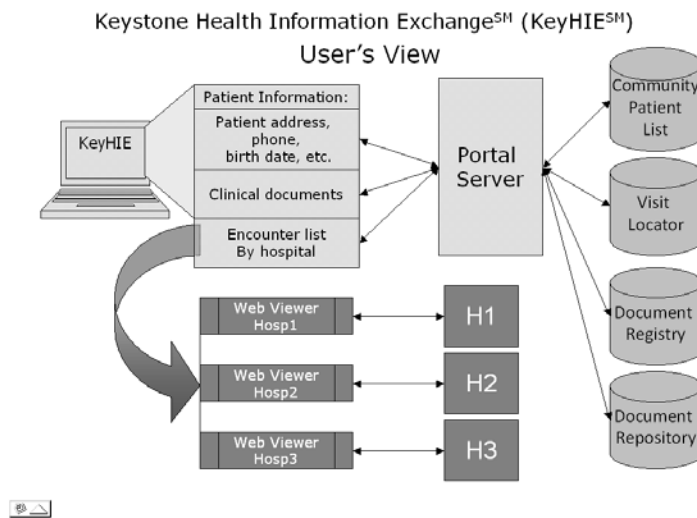 Keystone Health Information Exchange℠ (KeyHIE℠)
User's View
KeyHIE
Patient Information:
Patient address,
phone,
birth date, etc.
Clinical documents
Encounter list
By hospital
Portal
Server
Community
Patient
List
Visit
Locator
Document
Registry
Document
Repository
Web Viewer
Hosp1
H1
Web Viewer
Hosp2
H2
Web Viewer
Hosp3
H3